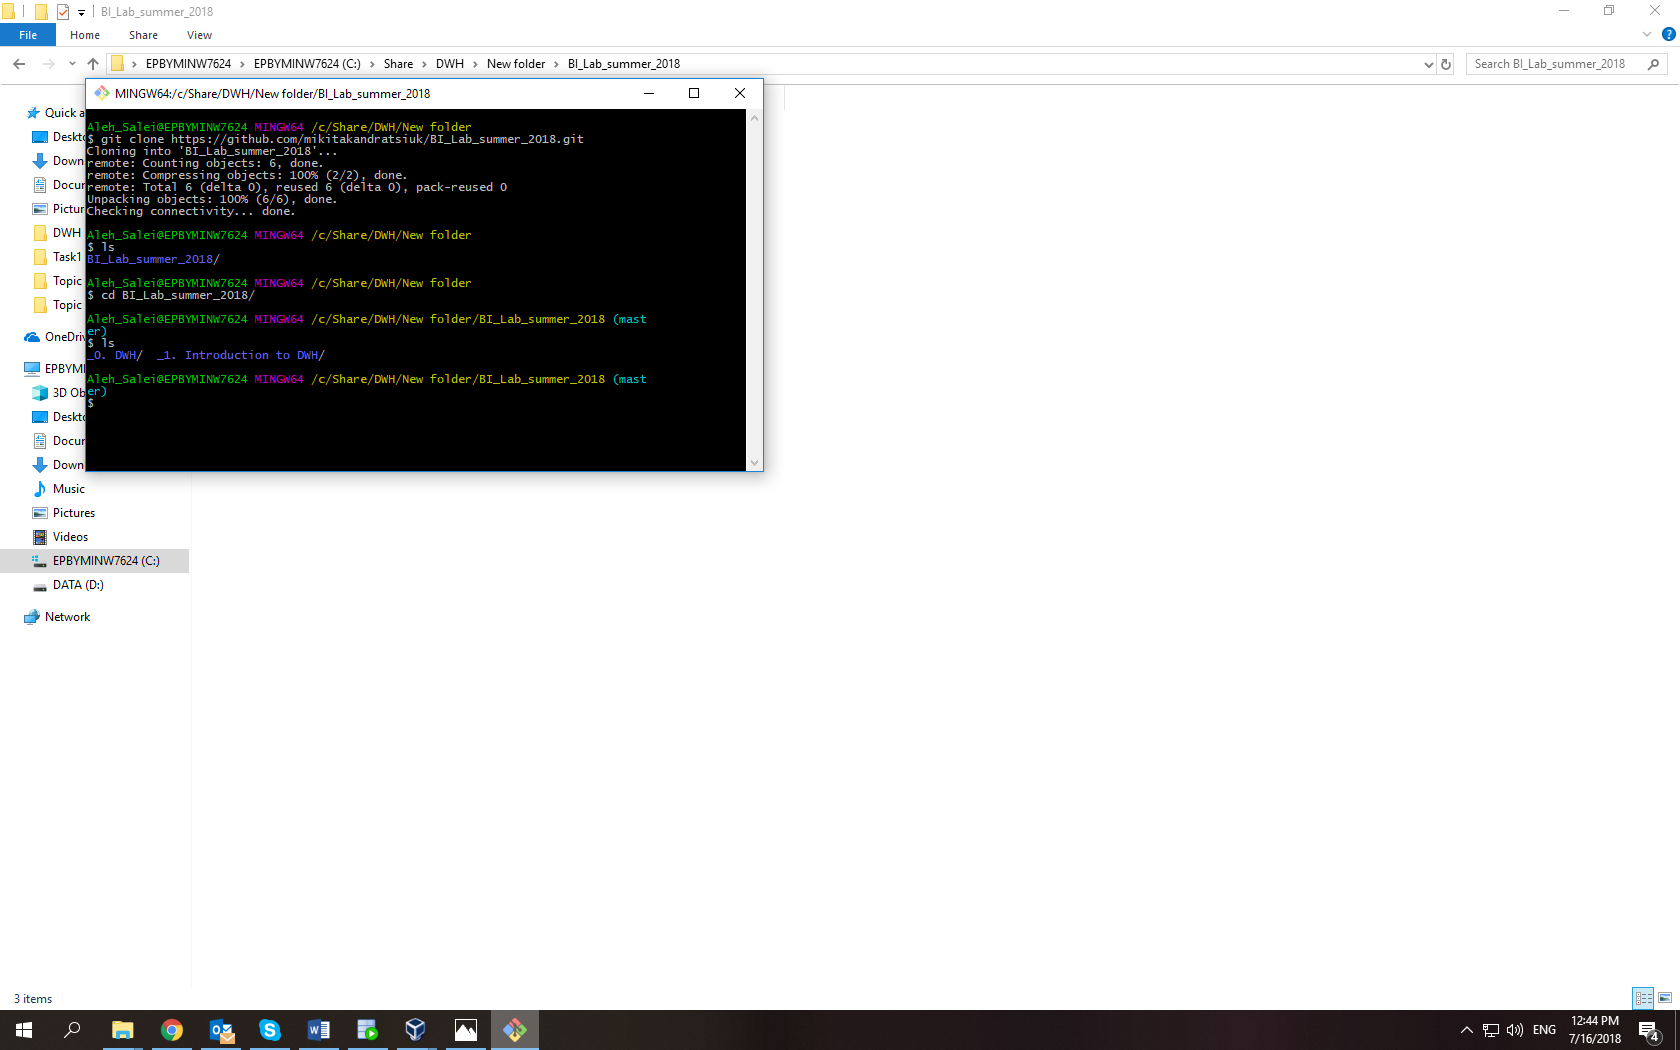 BI_Lab_summer_2018
File Home Share View
EPBYMINW7624 EPBYMINW7624 (C:) Share DWH New folder BI_Lab_summer_2018
Search BI_Lab_summer_2018
MINGW64:/c/Share/DWH/New folder/BI_Lab_summer_2018
Aleh_Salei@EPBYMINW7624 MINGW64 /c/Share/DWH/New folder
$ git clone https://github.com/mikitakandratsiuk/BI_Lab_summer_2018.git
Cloning into 'BI_Lab_summer_2018'...
remote: Counting objects: 6, done.
remote: Compressing objects: 100% (2/2), done.
remote: Total 6 (delta 0), reused 6 (delta 0), pack-reused 0
Unpacking objects: 100% (6/6), done.
Checking connectivity... done.
Aleh_Salei@EPBYMINW7624 MINGW64 /c/Share/DWH/New folder
$ ls
BI_Lab_summer_2018/
Aleh_Salei@EPBYMINW7624 MINGW64 /c/Share/DWH/New folder
$ cd BI_Lab_summer_2018/
Aleh_Salei@EPBYMINW7624 MINGW64 /c/Share/DWH/New folder/BI_Lab_summer_2018 (mast
er)
$ ls
_0. DWH/  _1. Introduction to DWH/
Aleh_Salei@EPBYMINW7624 MINGW64 /c/Share/DWH/New folder/BI_Lab_summer_2018 (mast
er)
$
Quick a
Deskto
Down
Docur
Pictur
DWH
Task1
Topic
Topic
OneDriv
EPBYMI
3D Ob
Deskto
Docur
Down
Music
Pictures
Videos
EPBYMINW7624 (C:)
DATA (D:)
Network
3 items
ENG
12:44 PM
7/16/2018
4